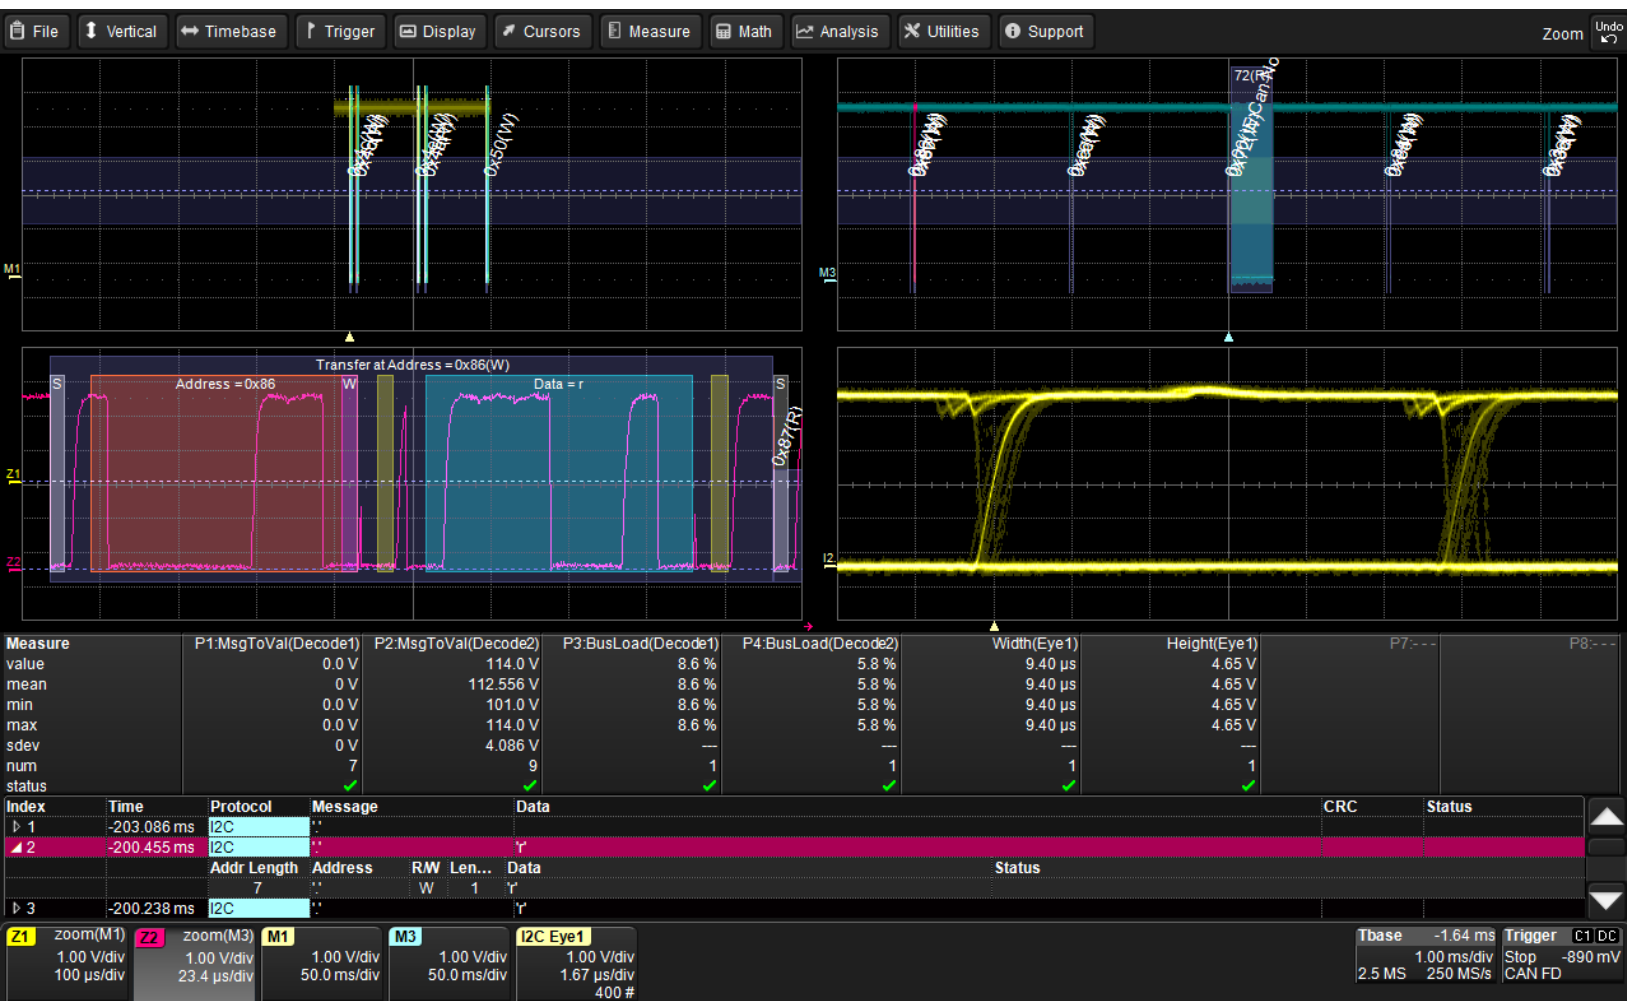 File Vertical Timebase Trigger Display Cursors Measure Math Analysis Utilities Support Zoom Undo
72(R)
0x50(W)
M1 M3
Transfer at Address = 0x86(W)
S Address = 0x86 W Data = r S
0x87(R)
Z1
Z2 I2
Measure P1:MsgToVal(Decode1) P2:MsgToVal(Decode2) P3:BusLoad(Decode1) P4:BusLoad(Decode2) Width(Eye1) Height(Eye1) P7:--- P8:---
value 0.0 V 114.0 V 8.6 % 5.8 % 9.40 µs 4.65 V
mean 0 V 112.556 V 8.6 % 5.8 % 9.40 µs 4.65 V
min 0.0 V 101.0 V 8.6 % 5.8 % 9.40 µs 4.65 V
max 0.0 V 114.0 V 8.6 % 5.8 % 9.40 µs 4.65 V
sdev 0 V 4.086 V --- --- --- ---
num 7 9 1 1 1 1
status
Index Time Protocol Message Data CRC Status
1 -203.086 ms I2C '.'
2 -200.455 ms I2C '.' 'r'
Addr Length Address R/W Len... Data Status
7 '.' W 1 'r'
3 -200.238 ms I2C '.' 'r'
Z1 zoom(M1) Z2 zoom(M3) M1 M3 I2C Eye1 Tbase -1.64 ms Trigger C1 DC
1.00 V/div 1.00 V/div 1.00 V/div 1.00 V/div 1.00 V/div 1.00 ms/div Stop -890 mV
100 µs/div 23.4 µs/div 50.0 ms/div 50.0 ms/div 1.67 µs/div 2.5 MS 250 MS/s CAN FD
400 #